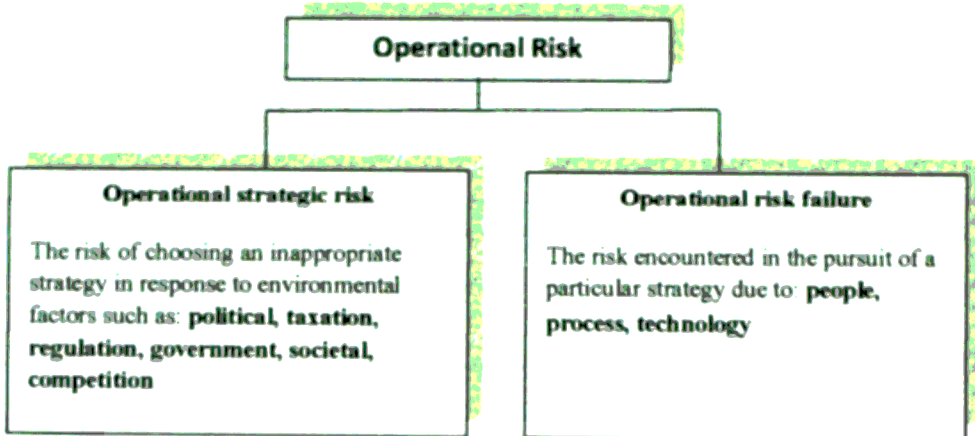 Operational Risk
Operational strategic risk
The risk of choosing an inappropriate
strategy in response to environmental
factors such as: political, taxation,
regulation, government, societal,
competition
Operational risk failure
The risk encountered in the pursuit of a
particular strategy due to: people,
process, technology